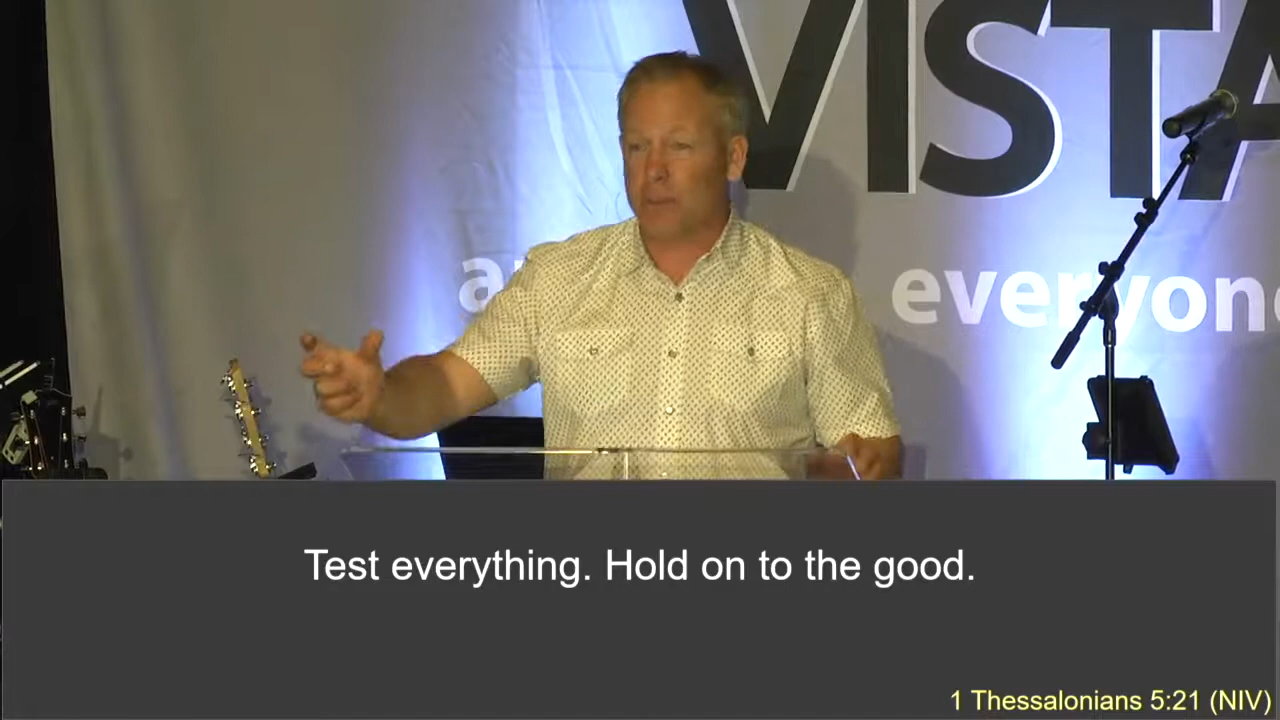 VISTA
everyone
Test everything. Hold on to the good.
1 Thessalonians 5:21 (NIV)